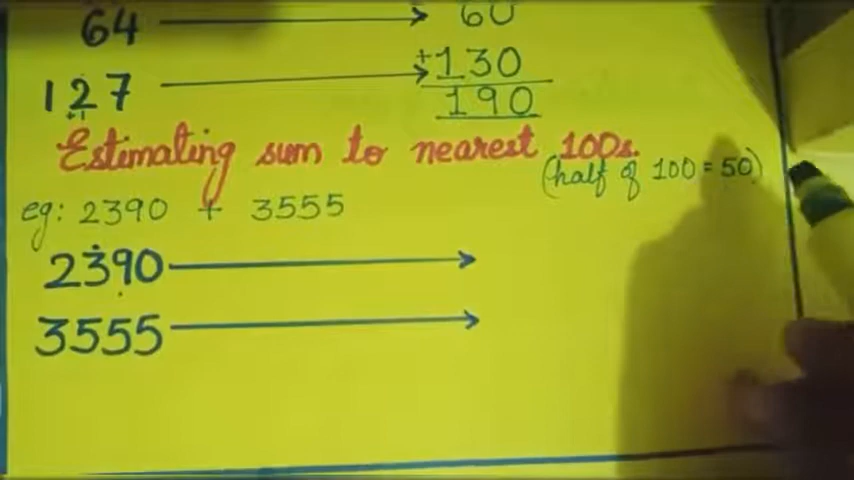 64 → 60
127 → +130
+1
190
Estimating sum to nearest 100s.
(half of 100 = 50)
eg: 2390 + 3555
2390 →
3555 →